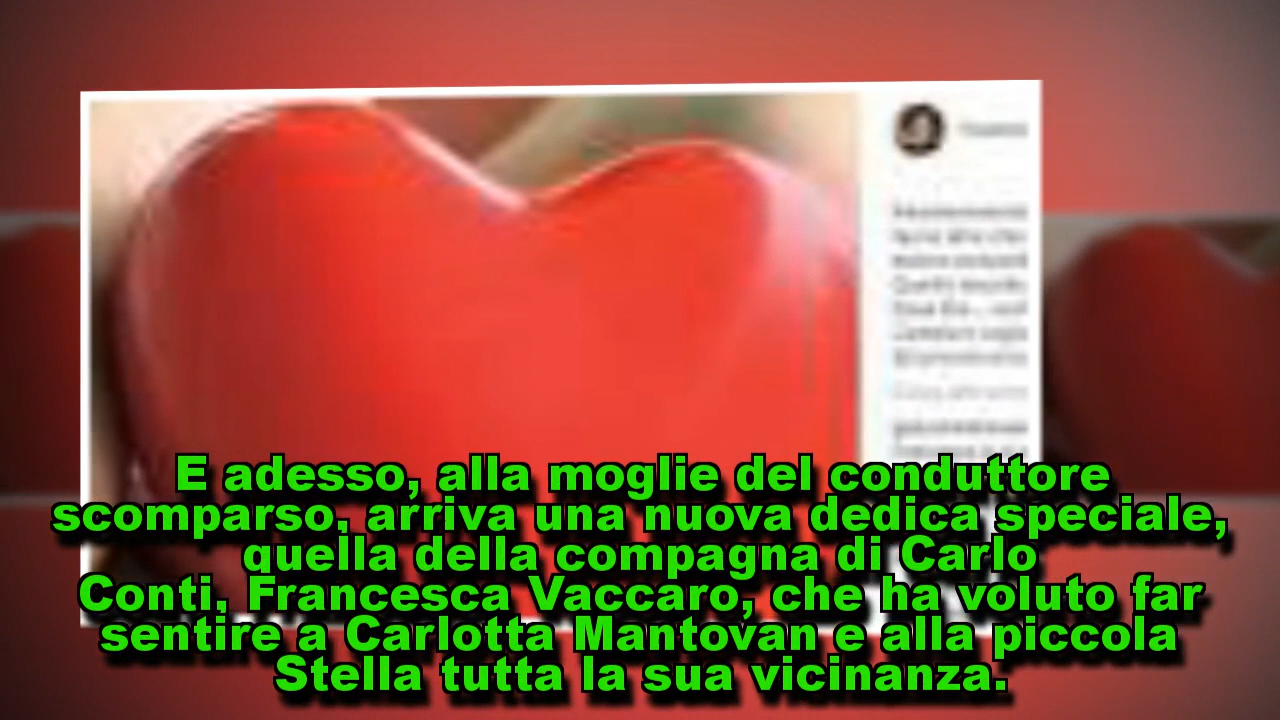 E adesso, alla moglie del conduttore
scomparso, arriva una nuova dedica speciale,
quella della compagna di Carlo
Conti, Francesca Vaccaro, che ha voluto far
sentire a Carlotta Mantovan e alla piccola
Stella tutta la sua vicinanza.